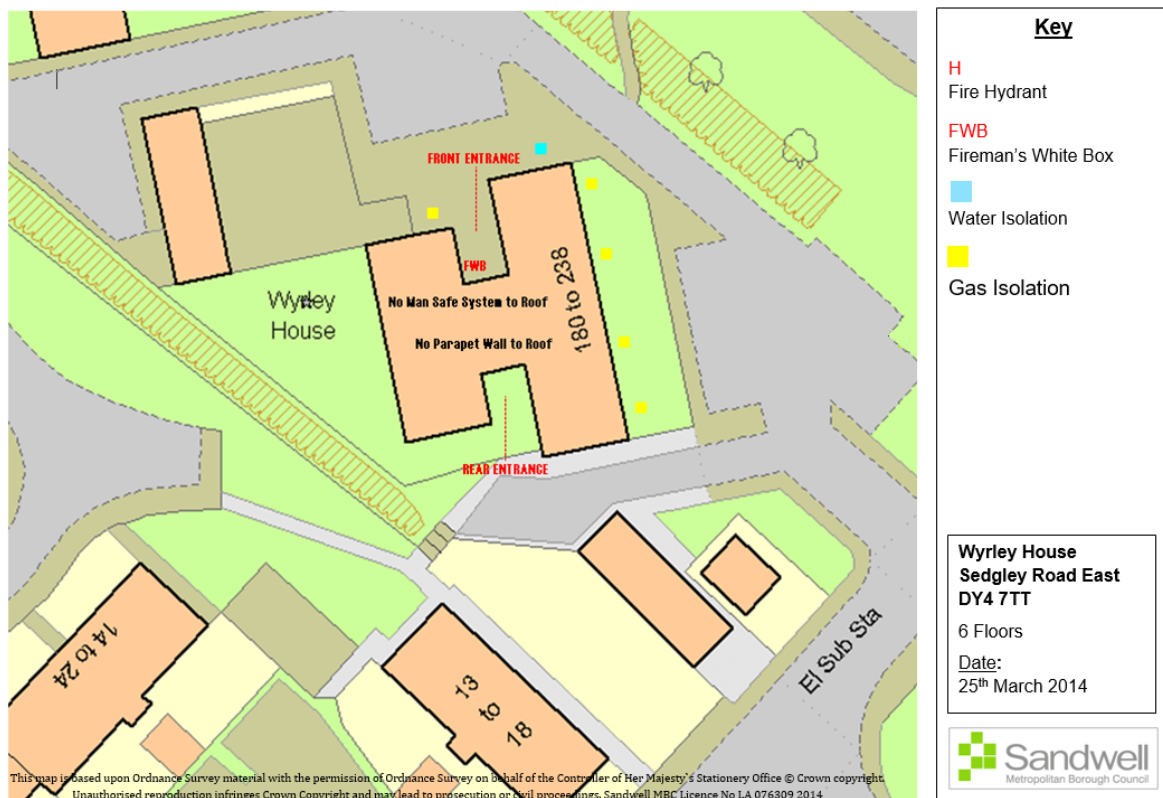 FRONT ENTRANCE
FWB
Wyrley
House
No Man Safe System to Roof
No Parapet Wall to Roof
180 to 238
REAR ENTRANCE
14 to 24
13
to
18
El Sub Sta
This map is based upon Ordnance Survey material with the permission of Ordnance Survey on behalf of the Controller of Her Majesty's Stationery Office © Crown copyright.
Unauthorised reproduction infringes Crown Copyright and may lead to prosecution or civil proceedings. Sandwell MBC Licence No LA 076309 2014
Key
H
Fire Hydrant
FWB
Fireman's White Box
Water Isolation
Gas Isolation
Wyrley House
Sedgley Road East
DY4 7TT
6 Floors
Date:
25th March 2014
Sandwell
Metropolitan Borough Council